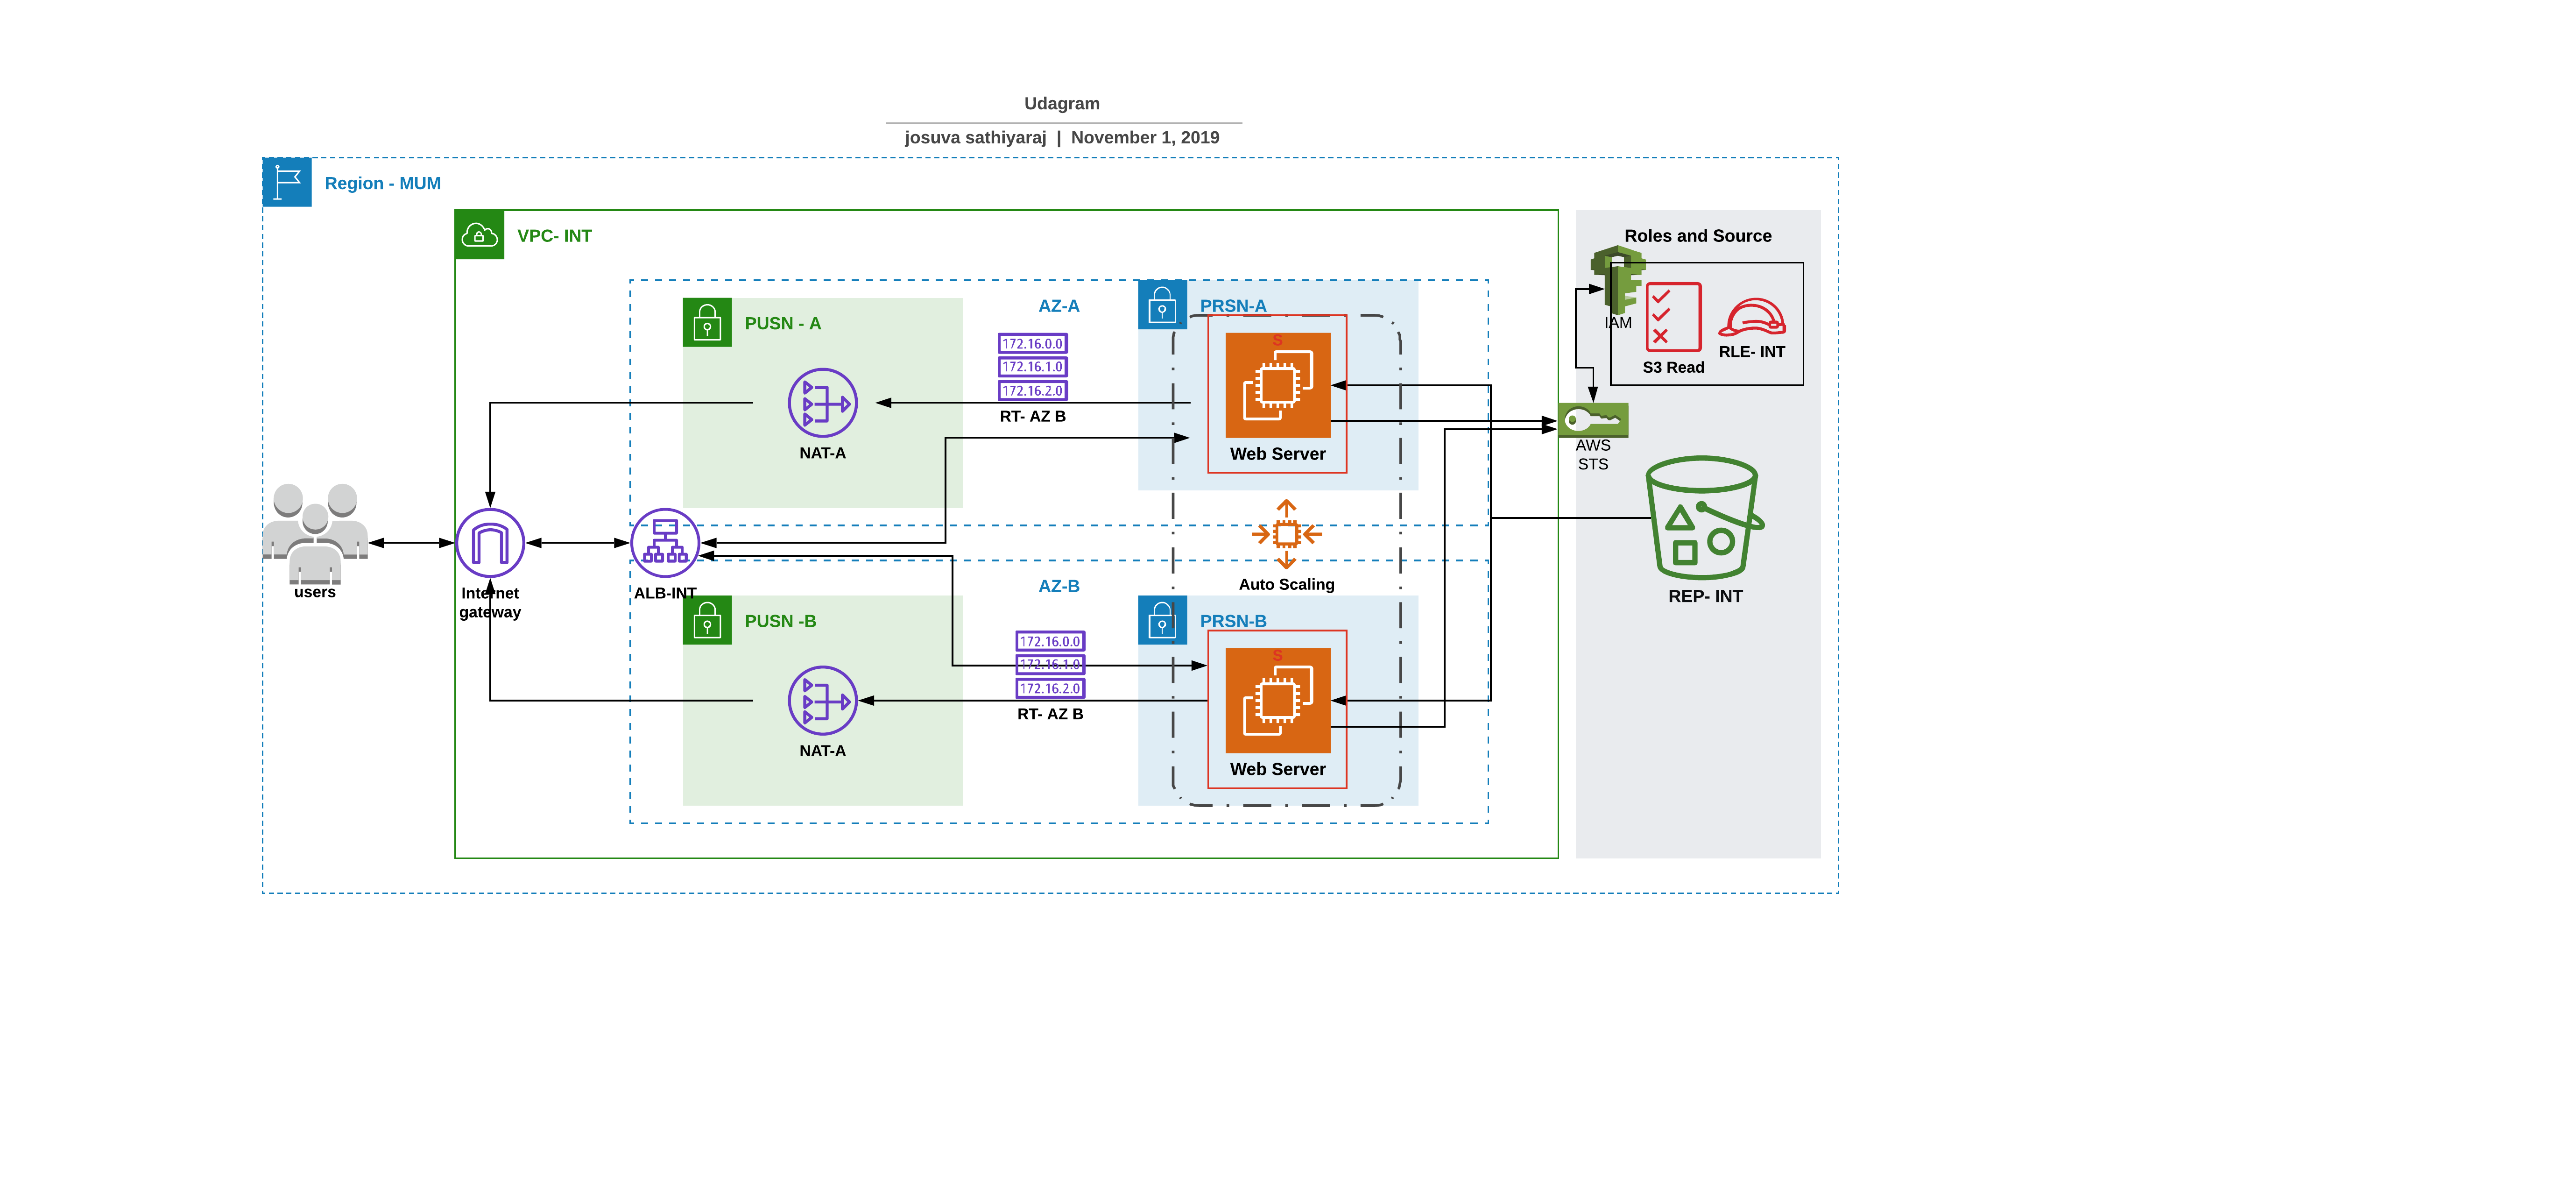 Udagram
josuva sathiyaraj | November 1, 2019
Region - MUM
VPC- INT
Roles and Source
AZ-A
PRSN-A
PUSN - A
IAM
S3 Read
RLE- INT
172.16.0.0
172.16.1.0
172.16.2.0
RT- AZ B
S
Web Server
NAT-A
AWS
STS
users
Internet
gateway
ALB-INT
Auto Scaling
REP- INT
AZ-B
PUSN -B
PRSN-B
172.16.0.0
172.16.1.0
172.16.2.0
RT- AZ B
S
Web Server
NAT-A